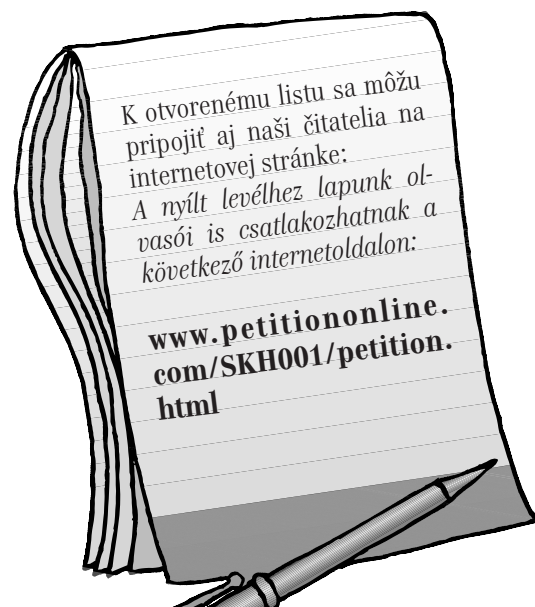 K otvorenému listu sa môžu
pripojiť aj naši čitatelia na
internetovej stránke:
A nyílt levélhez lapunk ol-
vasói is csatlakozhatnak a
következő internetoldalon:
www.petitiononline.
com/SKH001/petition.
html